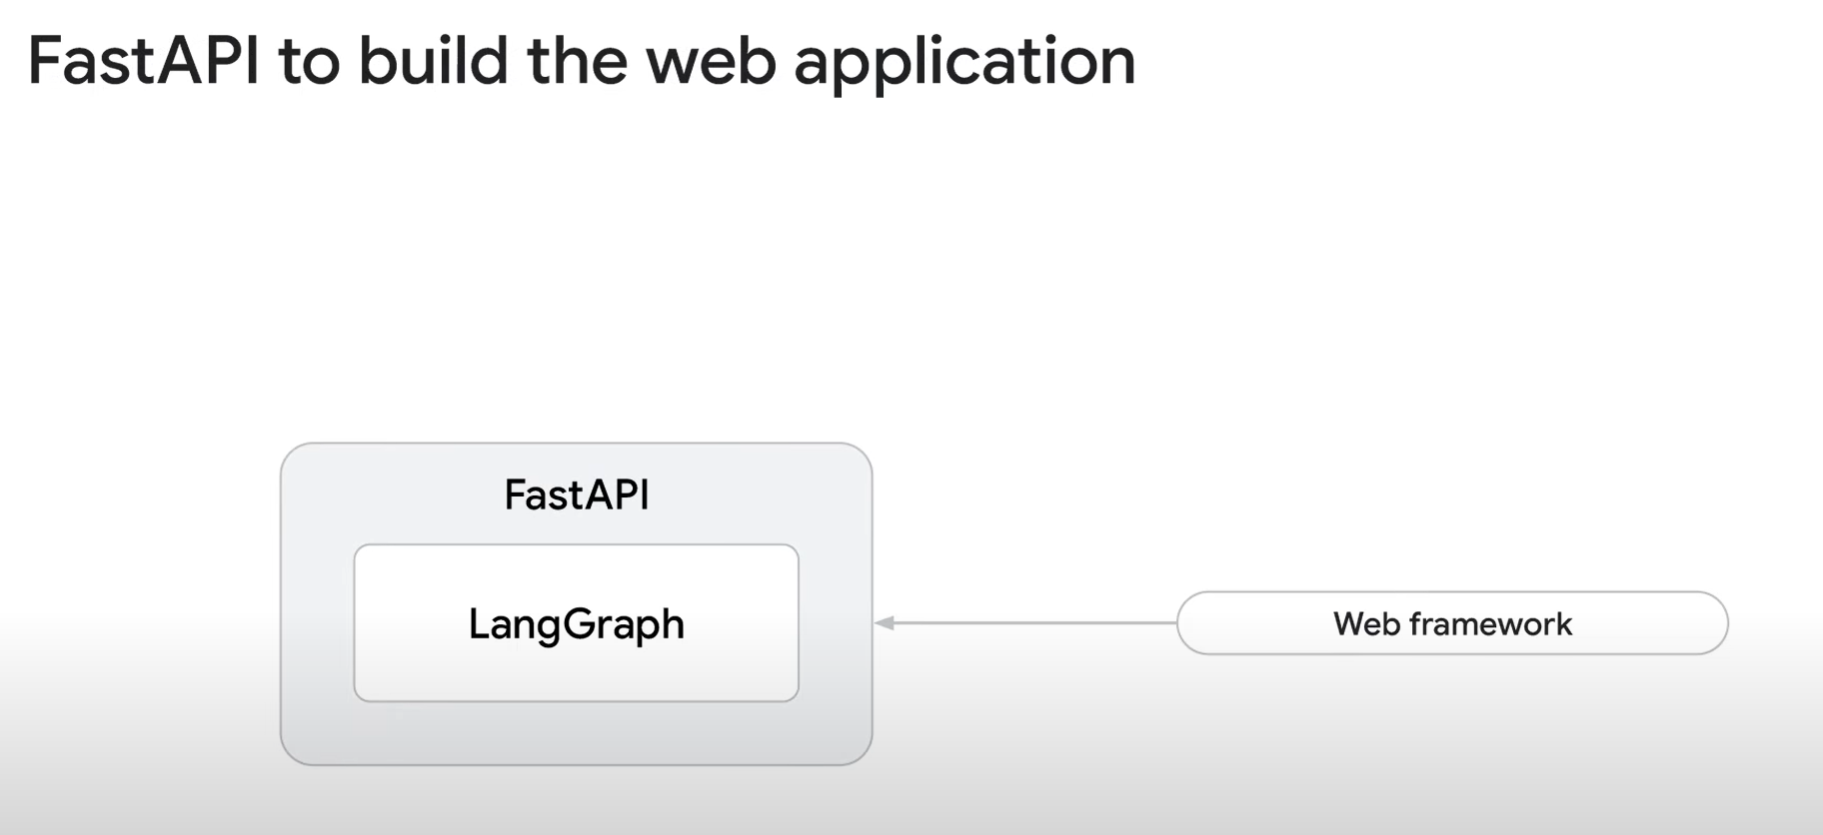 FastAPI to build the web application
FastAPI
LangGraph
Web framework